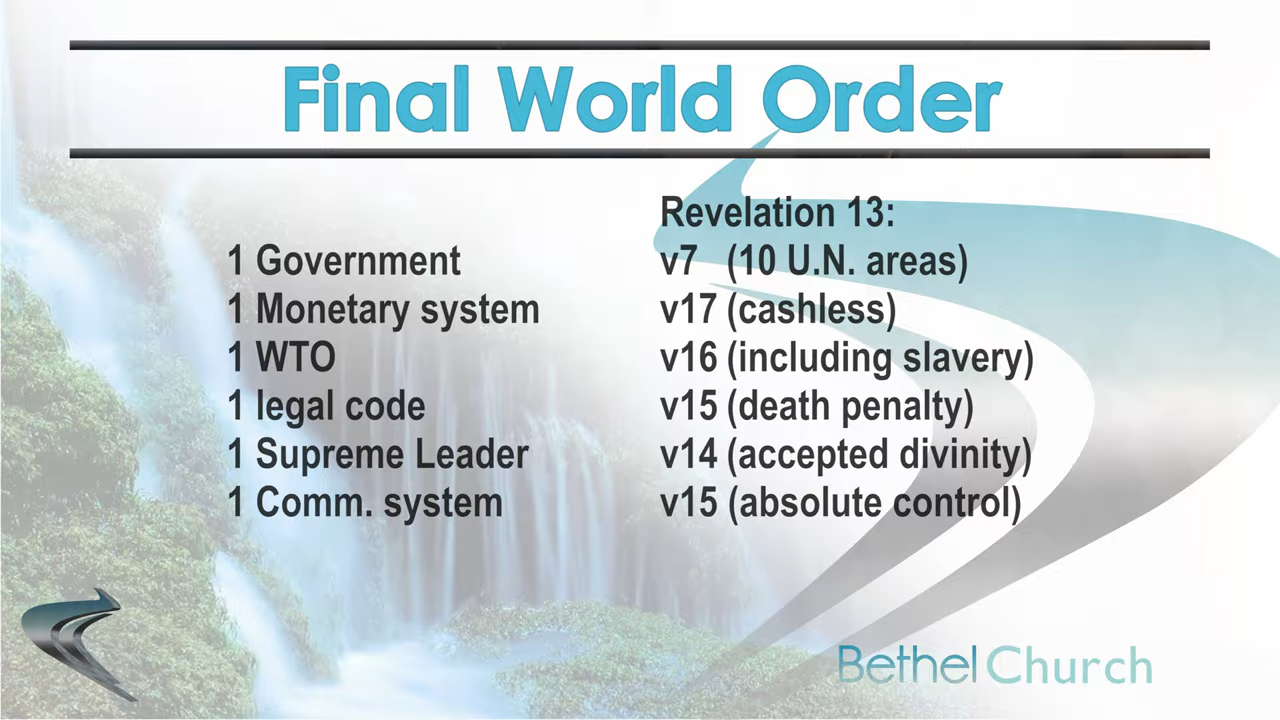 Final World Order
Revelation 13:
1 Government v7 (10 U.N. areas)
1 Monetary system v17 (cashless)
1 WTO v16 (including slavery)
1 legal code v15 (death penalty)
1 Supreme Leader v14 (accepted divinity)
1 Comm. system v15 (absolute control)
Bethel Church